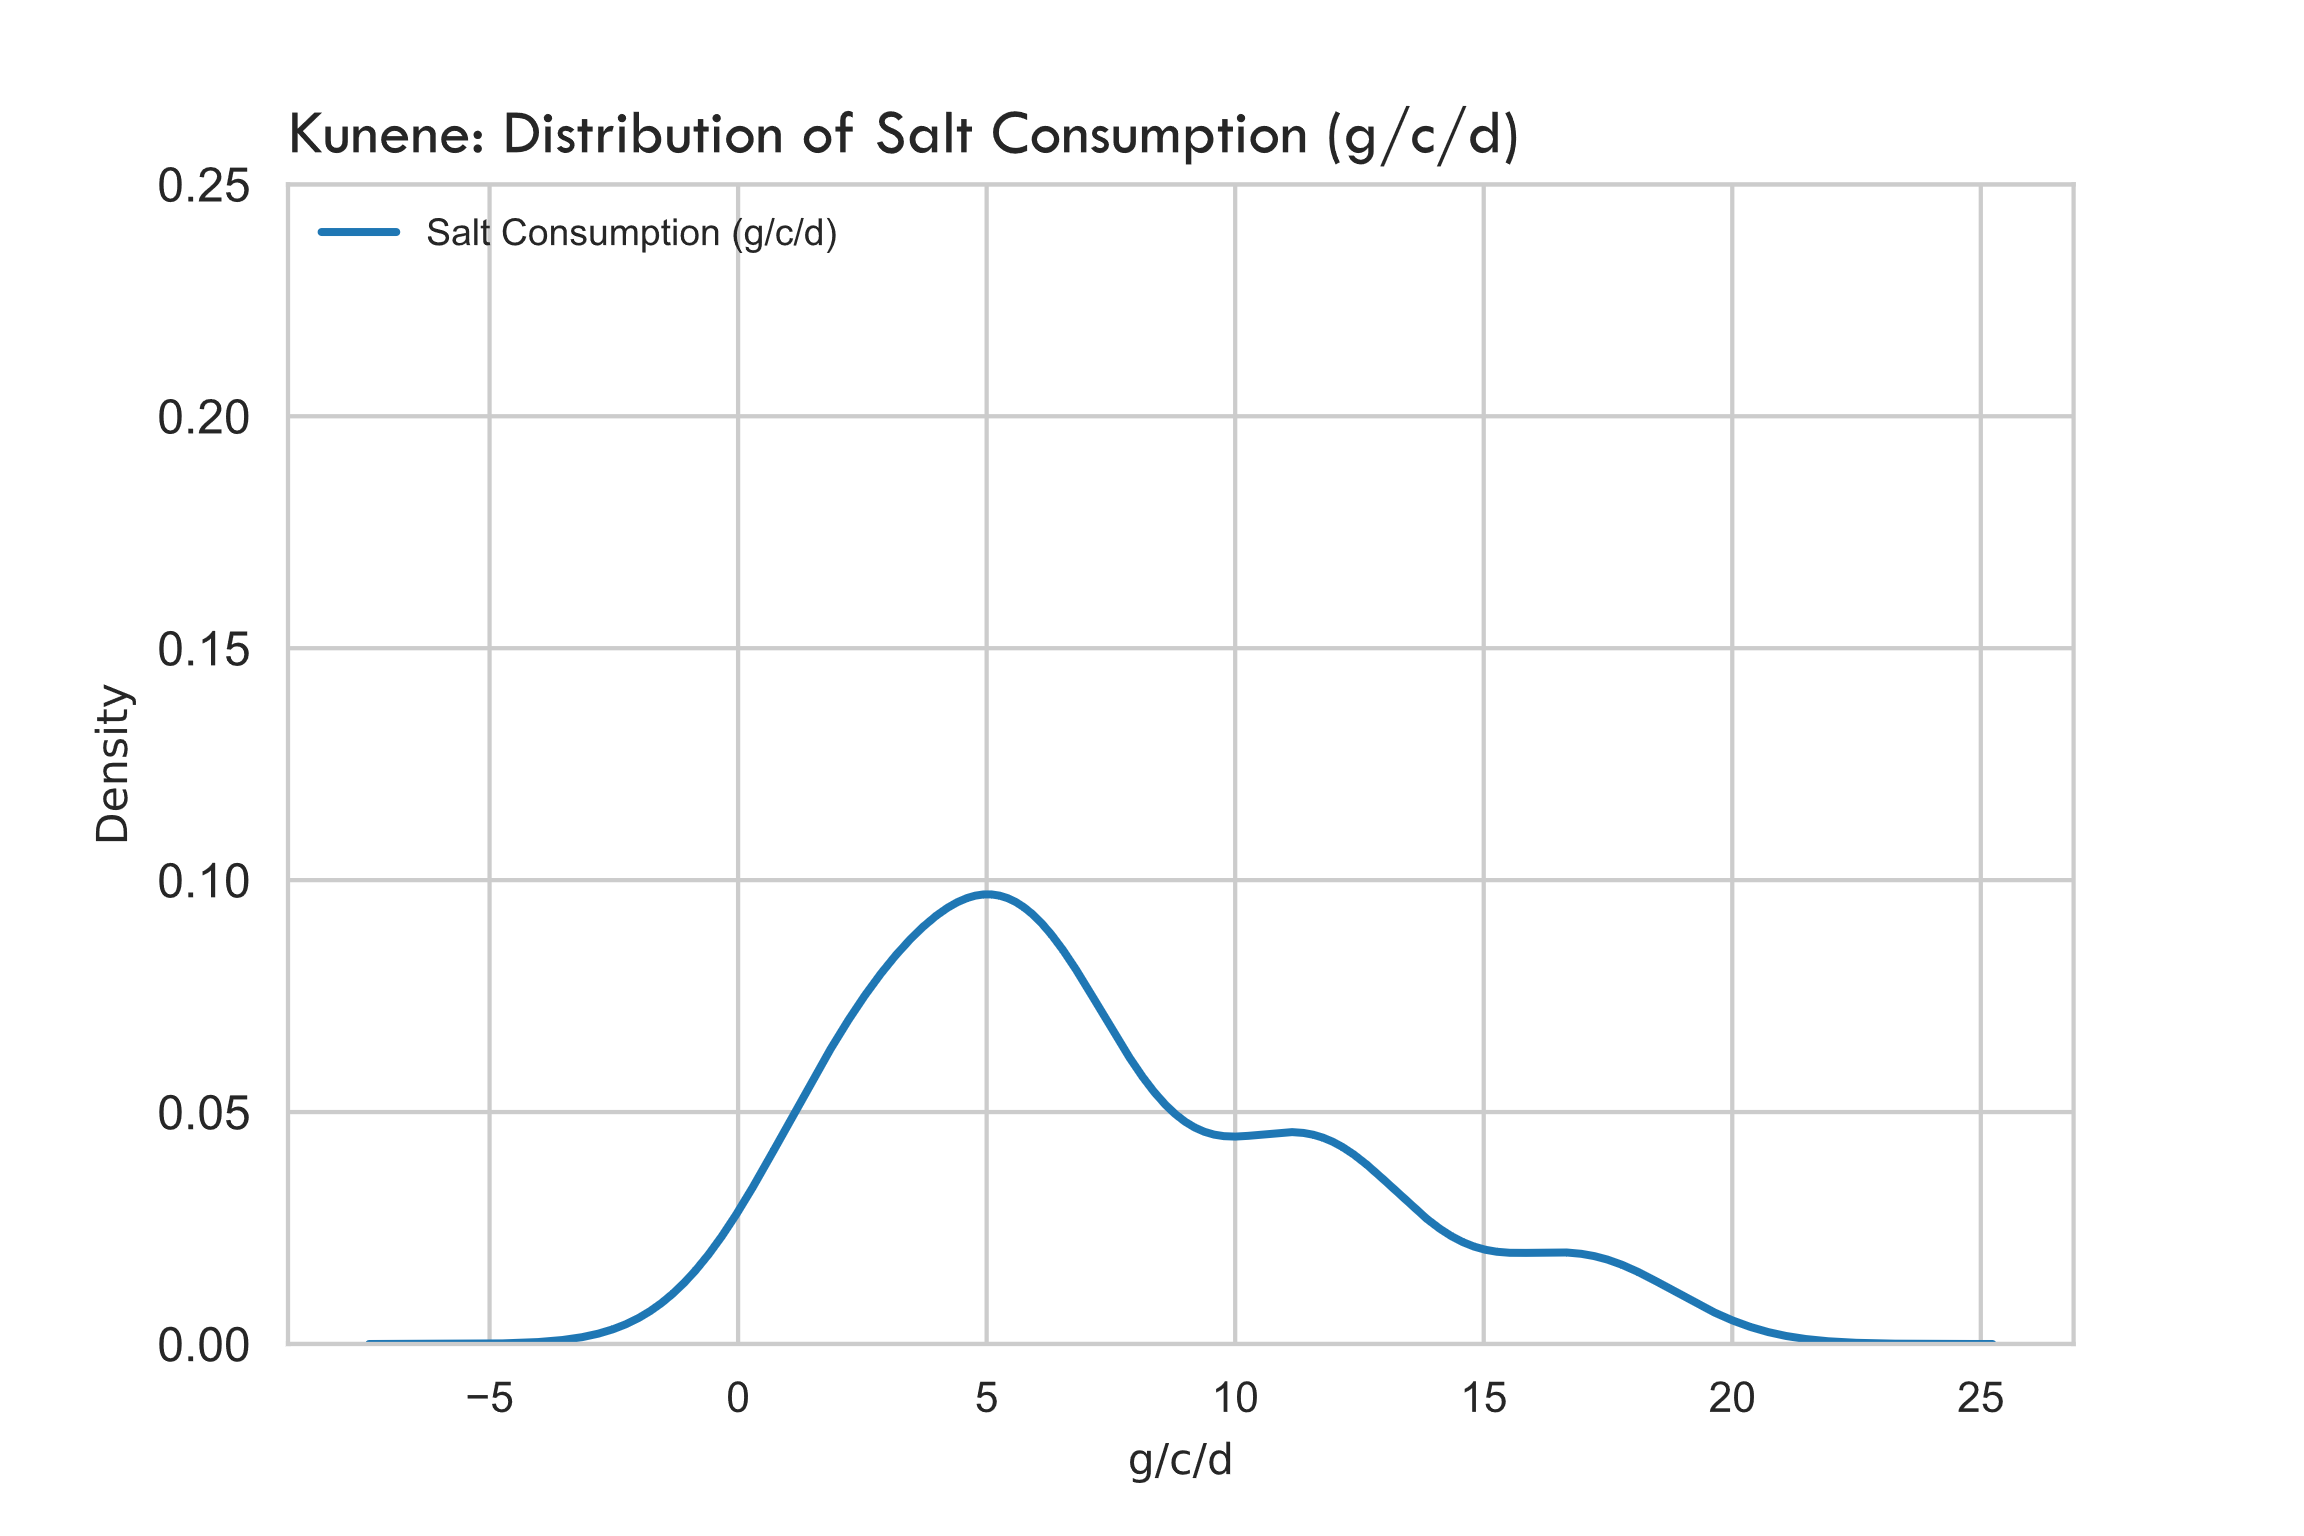 Kunene: Distribution of Salt Consumption (g/c/d)
Salt Consumption (g/c/d)
0.25
0.20
0.15
0.10
0.05
0.00
Density
−5 0 5 10 15 20 25
g/c/d